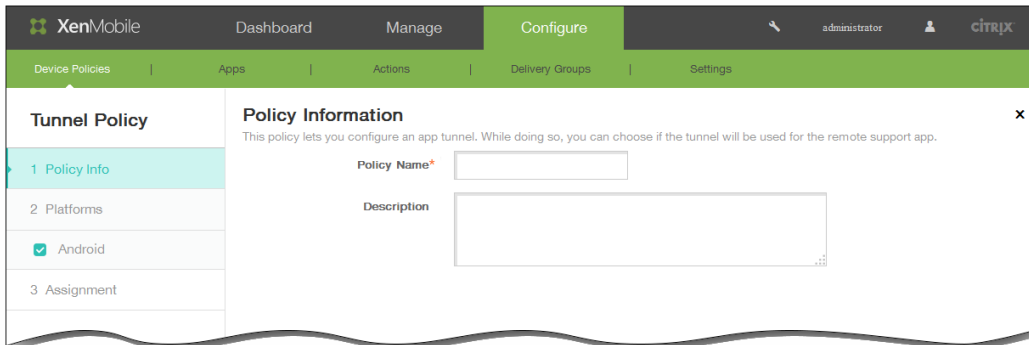 XenMobile Dashboard Manage Configure administrator CİTRIX
Device Policies | Apps | Actions | Delivery Groups | Settings
Tunnel Policy
1 Policy Info
2 Platforms
Android
3 Assignment
Policy Information
This policy lets you configure an app tunnel. While doing so, you can choose if the tunnel will be used for the remote support app.
Policy Name*
Description